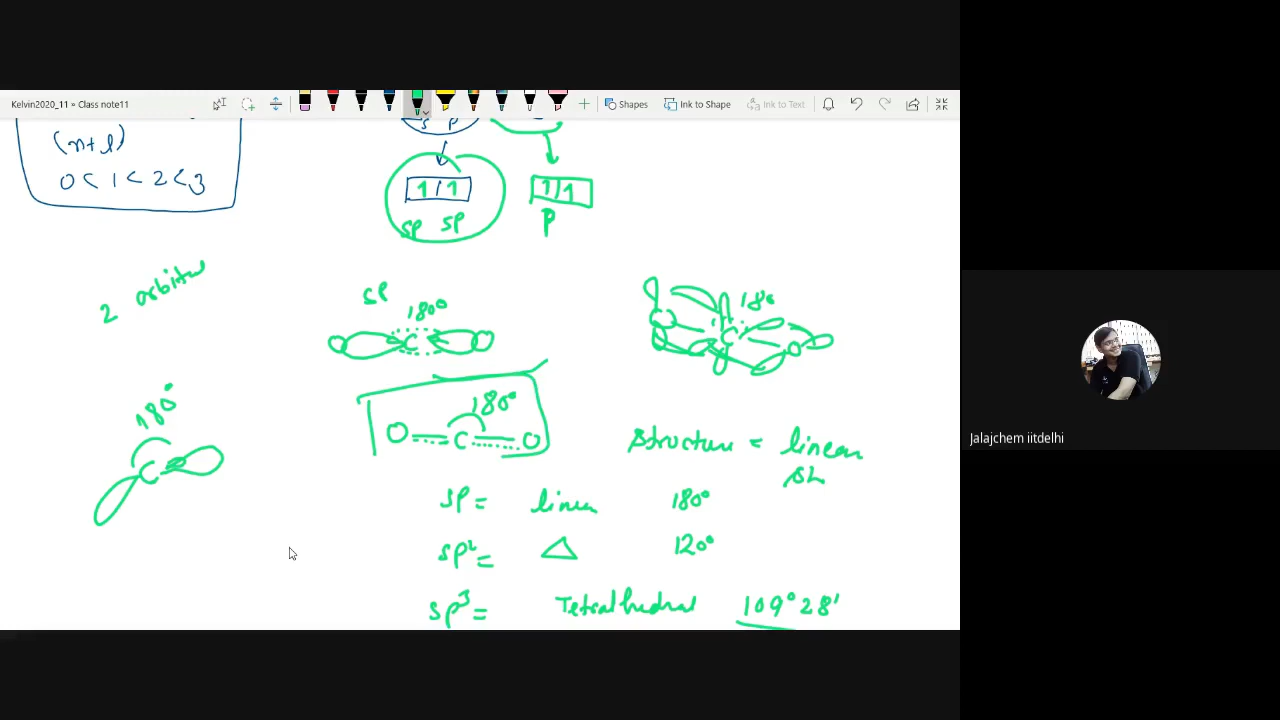 Kelvin2020_11 » Class note11
Shapes
Ink to Shape
Ink to Text
(n+l)
0 < 1 < 2 < 3
s p
1 1
1 1
sp sp
p
2 orbital
sp
180°
C
180
C
O
180°
O C O
Structure = linear
180°
C
sp = linear 180°
sp² = △ 120°
sp³ = Tetrathedral 109°28'
Jalajchem iitdelhi